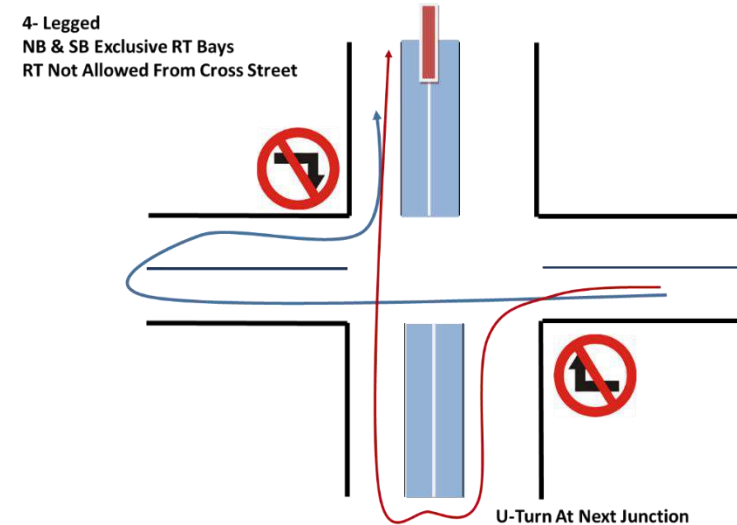 4- Legged
NB & SB Exclusive RT Bays
RT Not Allowed From Cross Street
U-Turn At Next Junction